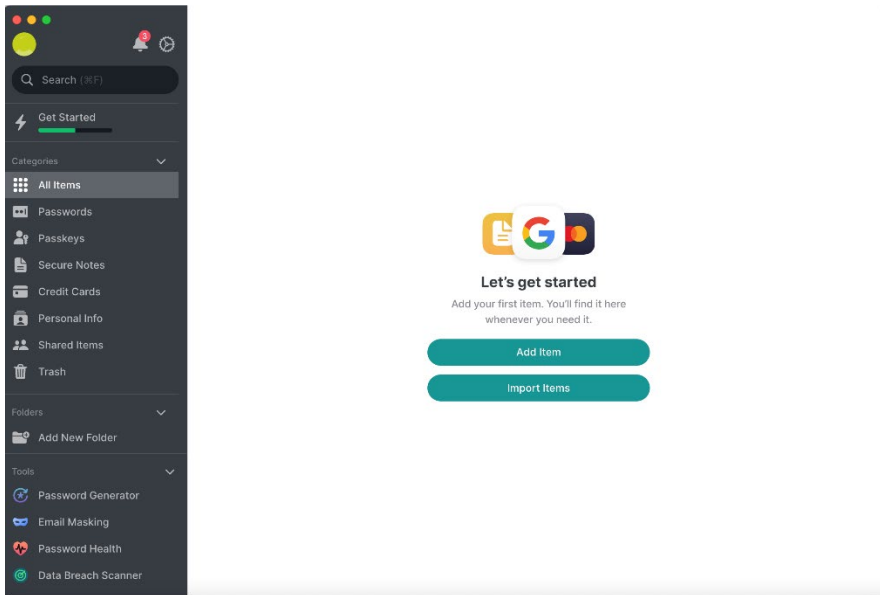 3
Search (⌘F)
Get Started
Categories
All Items
Passwords
Passkeys
Secure Notes
Credit Cards
Personal Info
Shared Items
Trash
Folders
Add New Folder
Tools
Password Generator
Email Masking
Password Health
Data Breach Scanner
G
Let's get started
Add your first item. You'll find it here
whenever you need it.
Add Item
Import Items